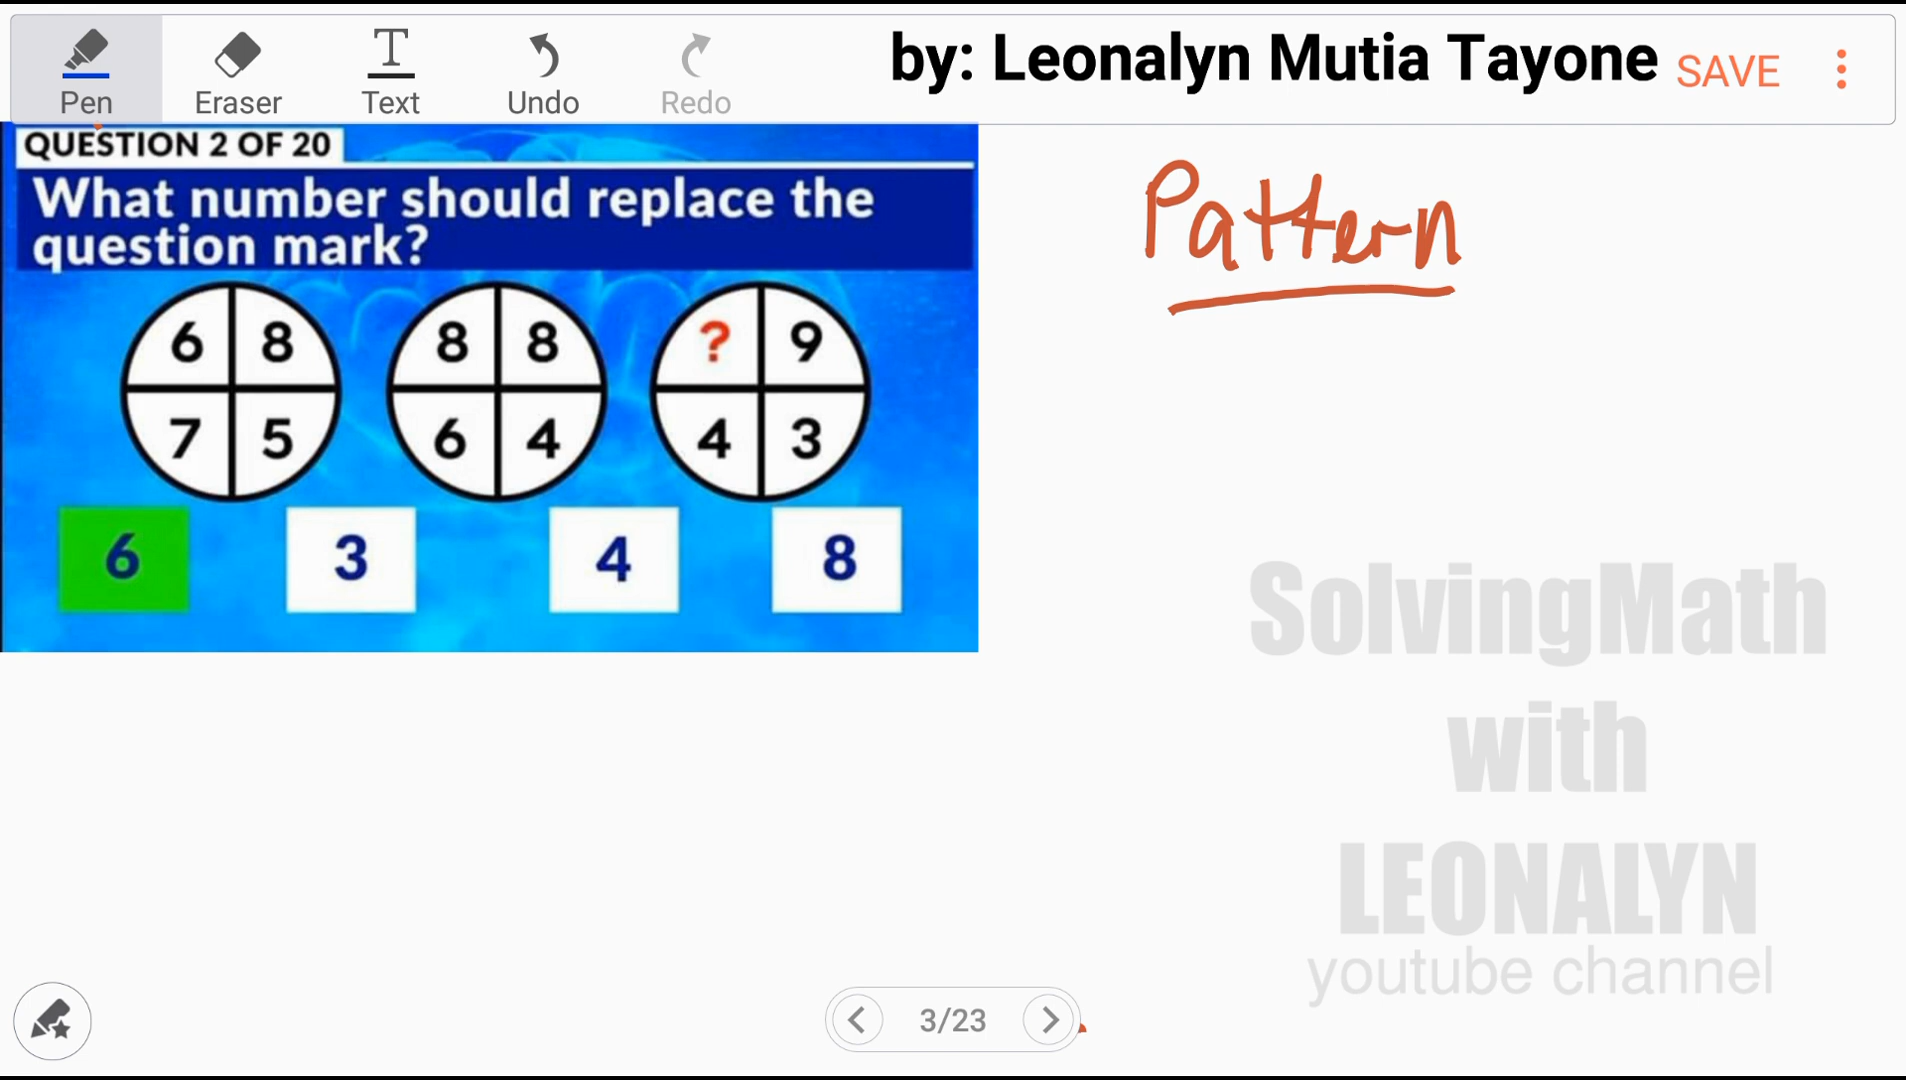 Pen
Eraser
Text
Undo
Redo
by: Leonalyn Mutia Tayone
SAVE
QUESTION 2 OF 20
What number should replace the
question mark?
6 8
7 5
8 8
6 4
? 9
4 3
6
3
4
8
Pattern
SolvingMath
with
LEONALYN
youtube channel
3/23